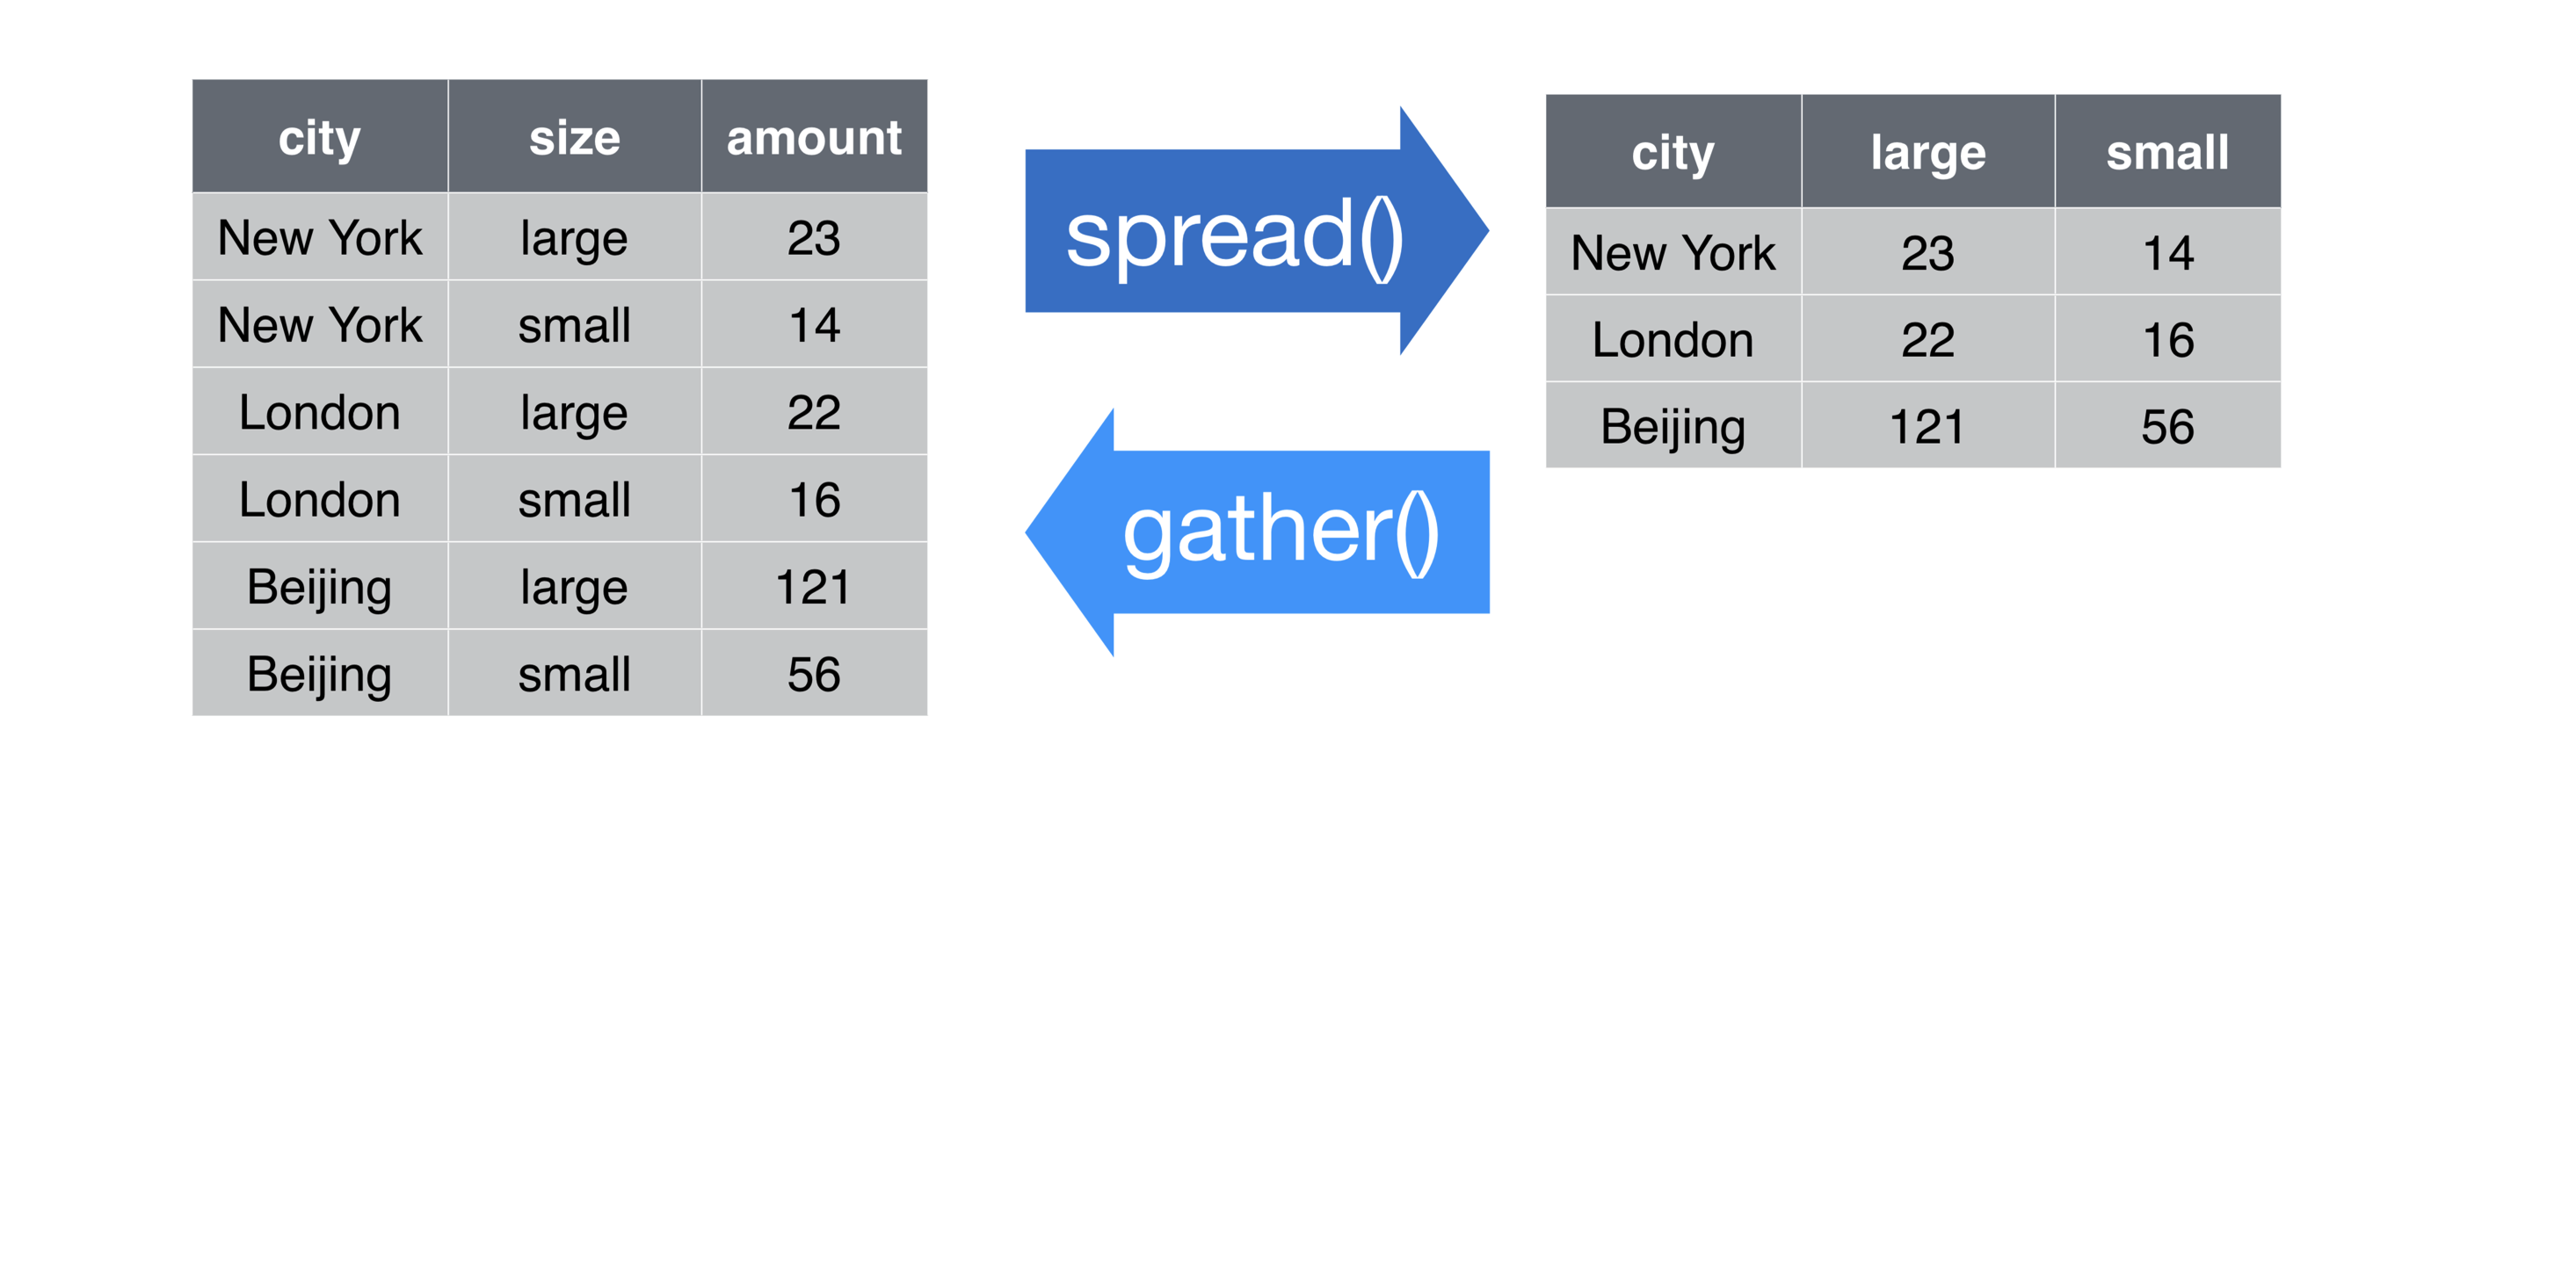 city size amount
New York large 23
New York small 14
London large 22
London small 16
Beijing large 121
Beijing small 56
spread()
gather()
city large small
New York 23 14
London 22 16
Beijing 121 56